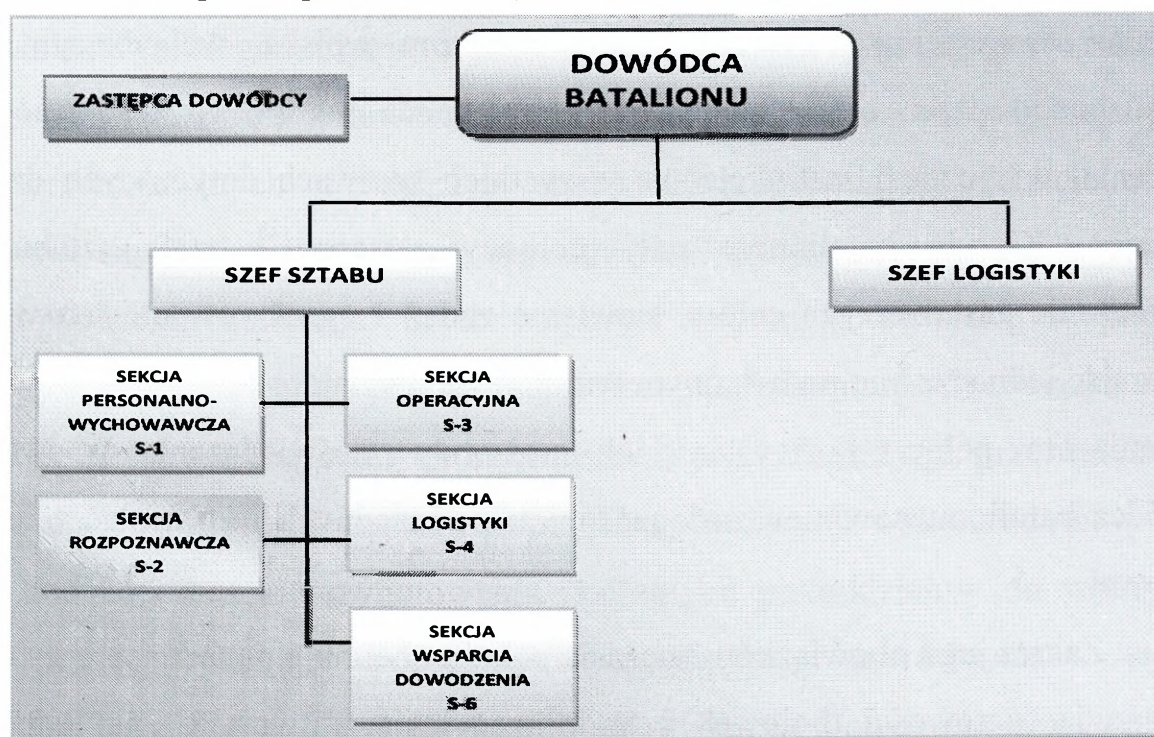 DOWÓDCA
BATALIONU
ZASTĘPCA DOWÓDCY
SZEF SZTABU
SZEF LOGISTYKI
SEKCJA
PERSONALNO-
WYCHOWAWCZA
S-1
SEKCJA
OPERACYJNA
S-3
SEKCJA
ROZPOZNAWCZA
S-2
SEKCJA
LOGISTYKI
S-4
SEKCJA
WSPARCIA
DOWODZENIA
S-6